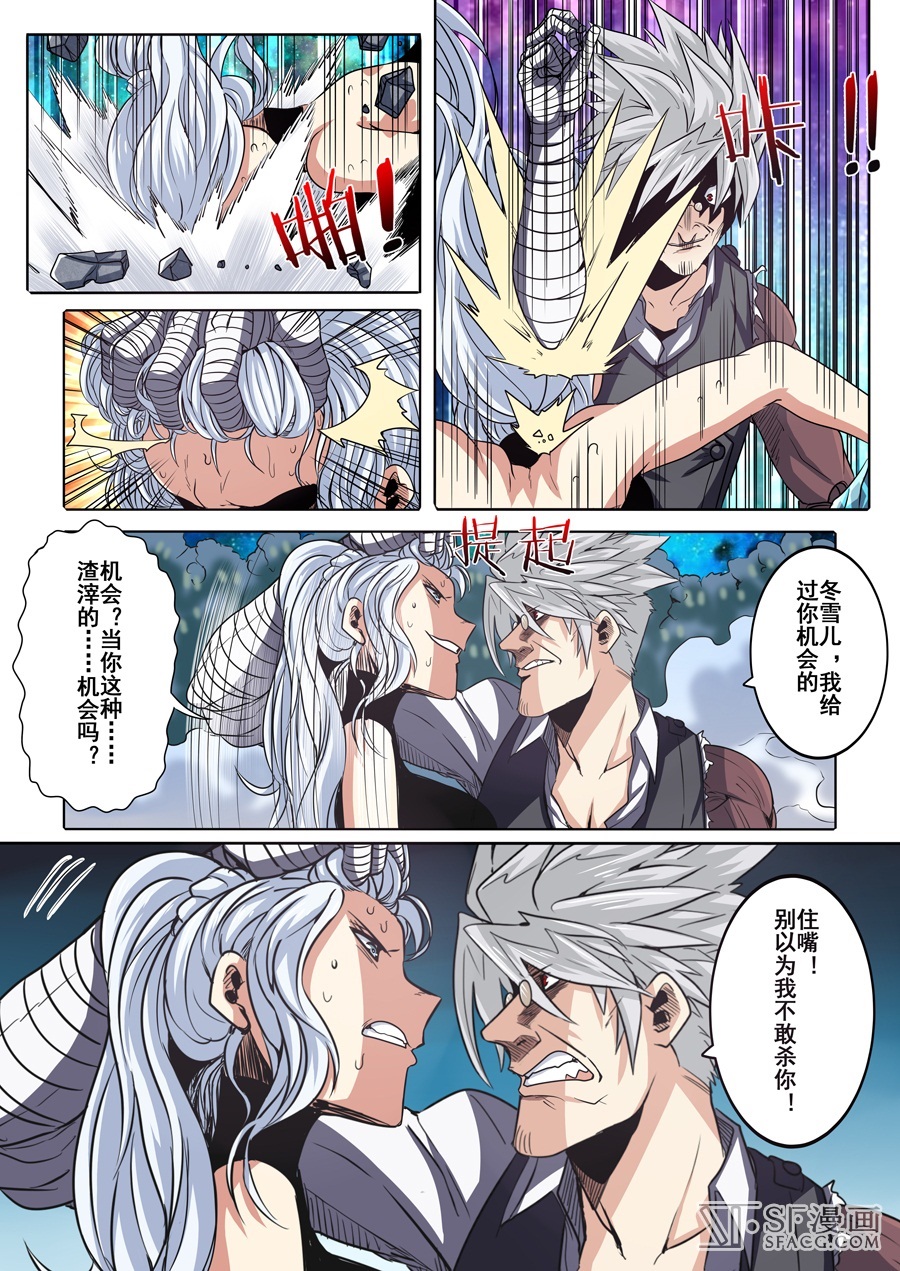 咔!!
啪!
提起
冬雪儿，我给
过你机会的
机会？当你这种……
渣滓的……机会吗？
住嘴！
别以为我不敢杀你！
SF漫画
SFACG.COM